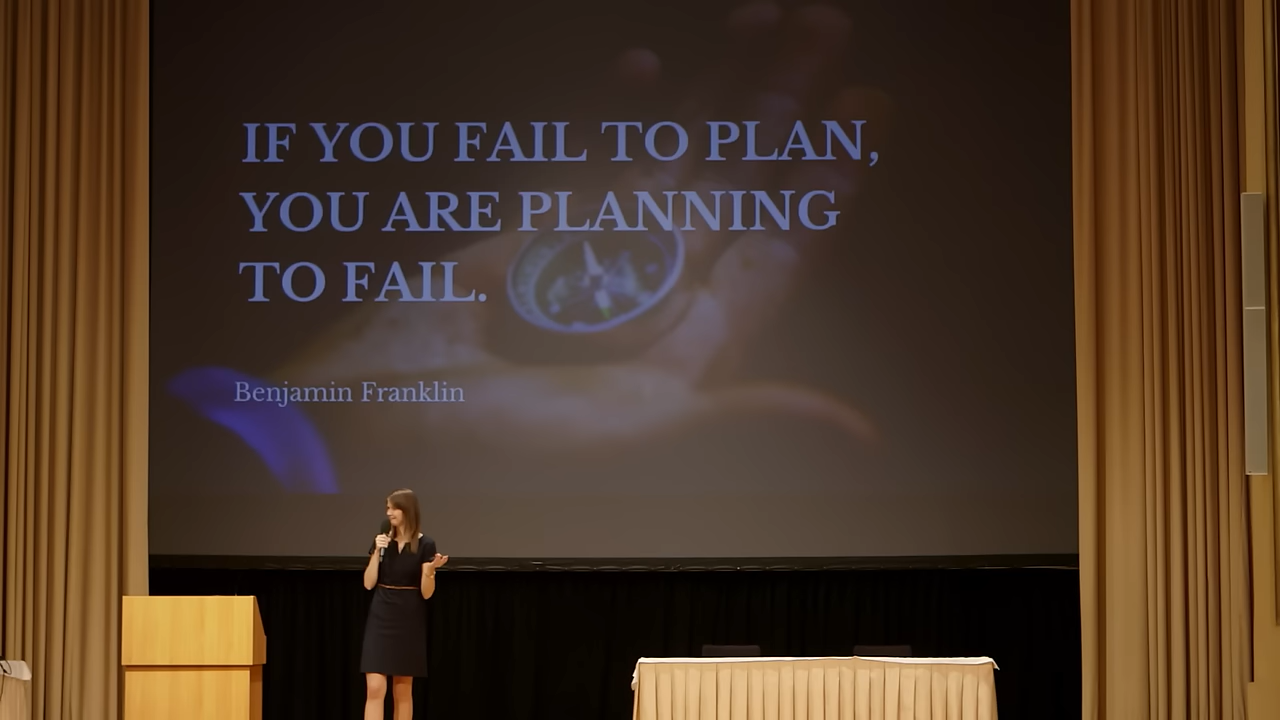 IF YOU FAIL TO PLAN,
YOU ARE PLANNING
TO FAIL.
Benjamin Franklin